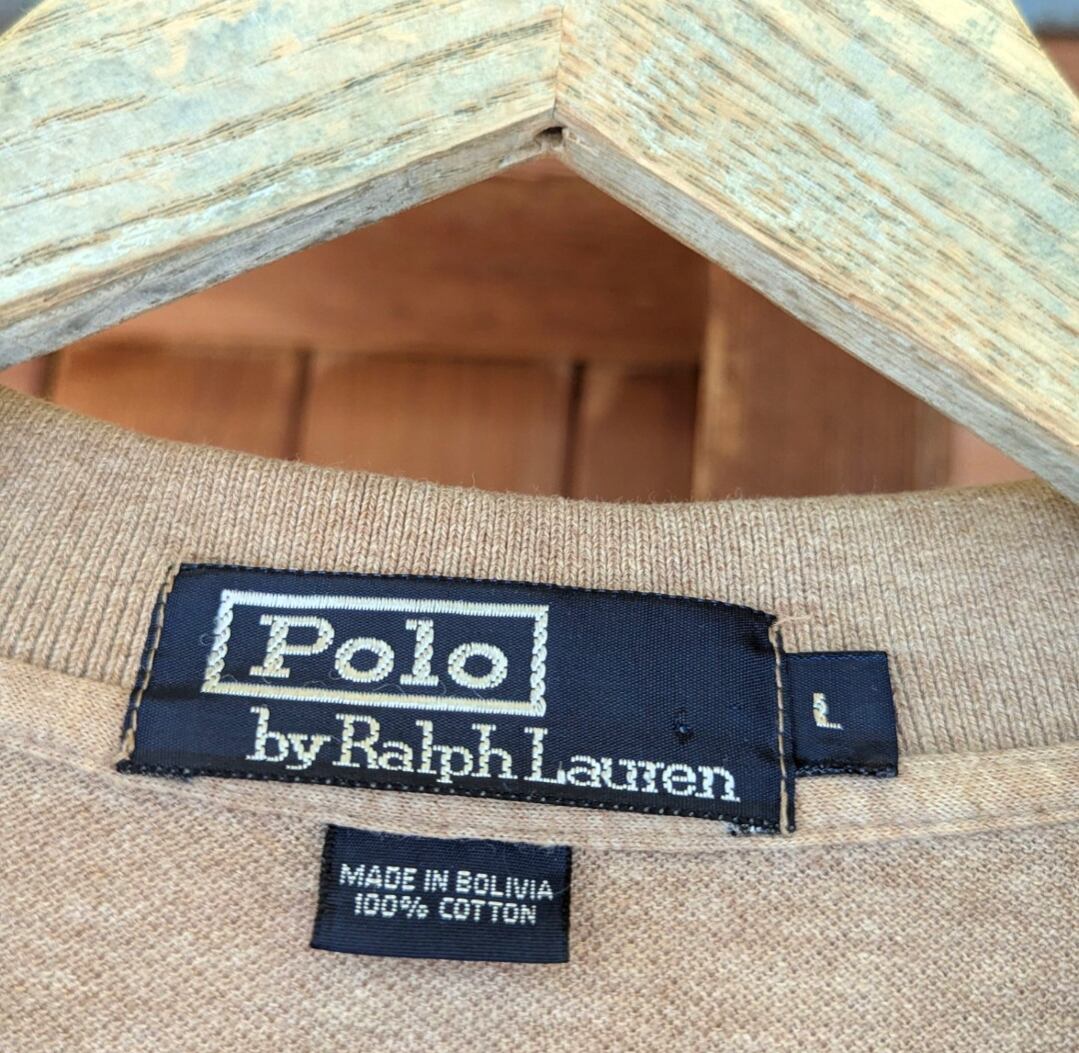 Polo
by Ralph Lauren
L
MADE IN BOLIVIA
100% COTTON